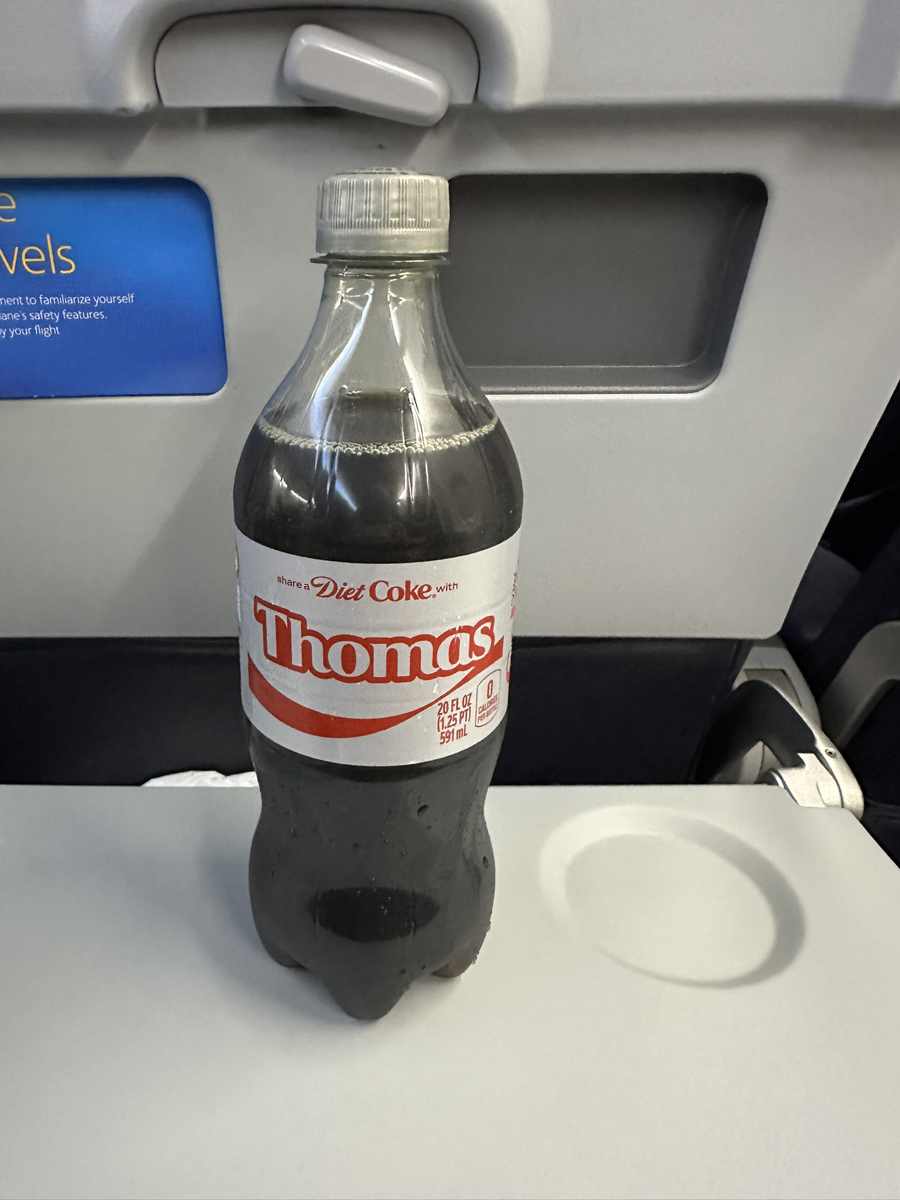 e
vels
ment to familiarize yourself
lane's safety features.
y your flight
share a Diet Coke® with
Thomas
20 FL OZ
(1.25 PT)
591 mL
0
CALORIES
PER BOTTLE